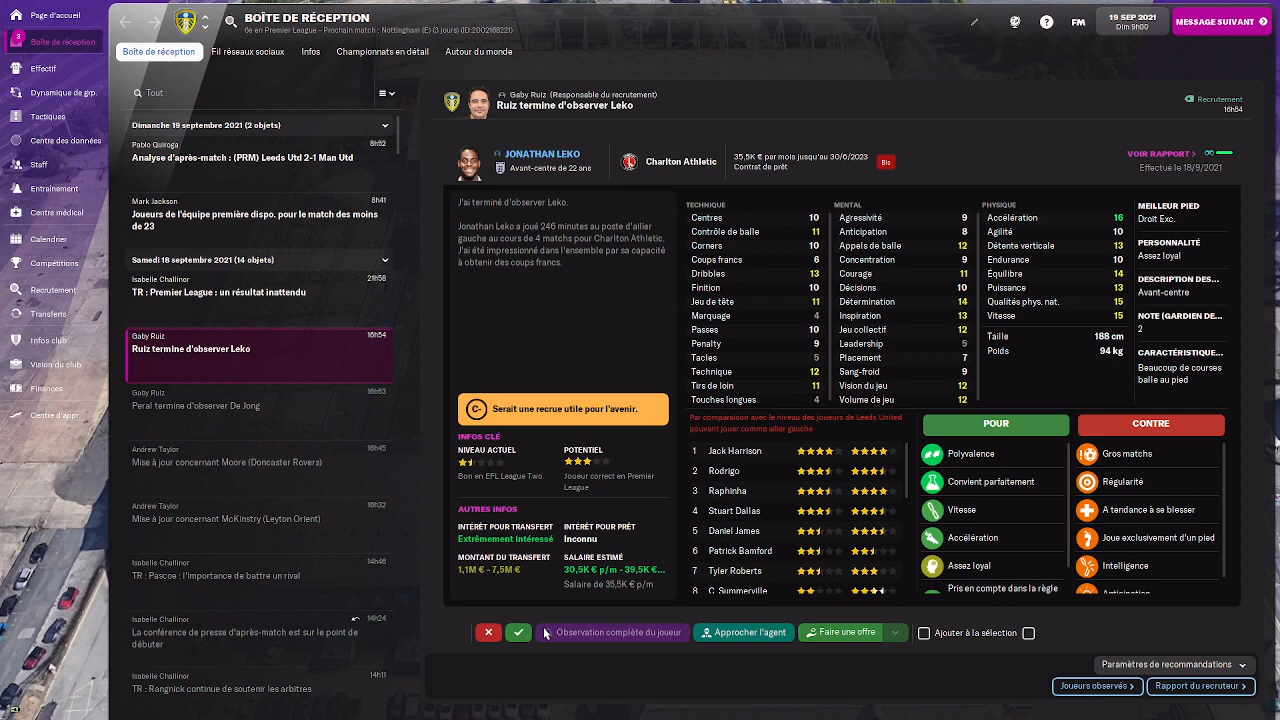 Accueil
3
Boîte de réception
Effectif
Dynamique de grp.
Tactiques
Centre des données
Staff
Entraînement
Centre médical
Calendrier
Compétitions
Recrutement
Transferts
Infos club
Vision du club
Finances
Centre d'appr.
BOÎTE DE RÉCEPTION
6e en Premier League - Prochain match : Nottingham (E) (3 jours) (ID:2002168221)
FM
19 SEP 2021
Dim 9h00
MESSAGE SUIVANT
Boîte de réception
Fil réseaux sociaux
Infos
Championnats en détail
Autour du monde
Tout
Dimanche 19 septembre 2021 (2 objets)
Pablo Quiroga
8h52
Analyse d'après-match : (PRM) Leeds Utd 2-1 Man Utd
Mark Jackson
8h41
Joueurs de l'équipe première dispo. pour le match des moins de 23
Samedi 18 septembre 2021 (14 objets)
Isabelle Challinor
21h58
TR : Premier League : un résultat inattendu
Gaby Ruiz
16h54
Ruiz termine d'observer Leko
Gaby Ruiz
16h53
Peral termine d'observer De Jong
Andrew Taylor
16h45
Mise à jour concernant Moore (Doncaster Rovers)
Andrew Taylor
16h32
Mise à jour concernant McKinstry (Leyton Orient)
Isabelle Challinor
14h46
TR : Pascoe : l'importance de battre un rival
Isabelle Challinor
14h24
La conférence de presse d'après-match est sur le point de débuter
Isabelle Challinor
14h11
TR : Rangnick continue de soutenir les arbitres
Gaby Ruiz (Responsable du recrutement)
Ruiz termine d'observer Leko
Recrutement
16h54
JONATHAN LEKO
Avant-centre de 22 ans
Charlton Athletic
35,5K € par mois jusqu'au 30/6/2023
Contrat de prêt
Bls
VOIR RAPPORT >
Effectué le 18/9/2021
J'ai terminé d'observer Leko.
Jonathan Leko a joué 246 minutes au poste d'ailier
gauche au cours de 4 matchs pour Charlton Athletic.
J'ai été impressionné dans l'ensemble par sa capacité
à obtenir des coups francs.
C-
Serait une recrue utile pour l'avenir.
INFOS CLÉ
NIVEAU ACTUEL
POTENTIEL
Bon en EFL League Two
Joueur correct en Premier
League
AUTRES INFOS
INTÉRÊT POUR TRANSFERT
INTÉRÊT POUR PRÊT
Extrêmement intéressé
Inconnu
MONTANT DU TRANSFERT
SALAIRE ESTIMÉ
1,1M € - 7,5M €
30,5K € p/m - 39,5K €...
Salaire de 35,5K € p/m
TECHNIQUE
Centres 10
Contrôle de balle 11
Corners 10
Coups francs 6
Dribbles 13
Finition 10
Jeu de tête 11
Marquage 4
Passes 10
Penalty 9
Tacles 5
Technique 12
Tirs de loin 11
Touches longues 4
MENTAL
Agressivité 9
Anticipation 8
Appels de balle 12
Concentration 9
Courage 11
Décisions 10
Détermination 14
Inspiration 13
Jeu collectif 12
Leadership 5
Placement 7
Sang-froid 9
Vision du jeu 12
Volume de jeu 12
PHYSIQUE
Accélération 16
Agilité 10
Détente verticale 13
Endurance 10
Équilibre 14
Puissance 13
Qualités phys. nat. 15
Vitesse 15
Taille 188 cm
Poids 94 kg
MEILLEUR PIED
Droit Exc.
PERSONNALITÉ
Assez loyal
DESCRIPTION DES...
Avant-centre
NOTE (GARDIEN DE...
2
CARACTÉRISTIQUE...
Beaucoup de courses
balle au pied
Par comparaison avec le niveau des joueurs de Leeds United
pouvant jouer comme ailier gauche
1 Jack Harrison
2 Rodrigo
3 Raphinha
4 Stuart Dallas
5 Daniel James
6 Patrick Bamford
7 Tyler Roberts
8 C. Summerville
POUR
Polyvalence
Convient parfaitement
Vitesse
Accélération
Assez loyal
Pris en compte dans la règle
CONTRE
Gros matchs
Régularité
A tendance à se blesser
Joue exclusivement d'un pied
Intelligence
Anticipation
Observation complète du joueur
Approcher l'agent
Faire une offre
Ajouter à la sélection
Paramètres de recommandations
Joueurs observés >
Rapport du recruteur >